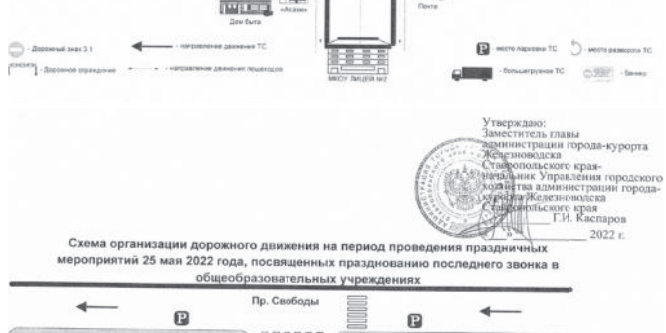 «Асази»
Дом быта
Почта
- Дорожный знак 3.1
- направление движения ТС
P - место парковки ТС
- место разворота ТС
- Дорожное ограждение
- направление движения пешеходов
МКОУ ЛИЦЕЙ №2
- большегрузное ТС
- баннер
Утверждаю:
Заместитель главы
администрации города-курорта
Железноводска
Ставропольского края-
начальник Управления городского
хозяйства администрации города-
курорта Железноводска
Ставропольского края
Г.И. Каспаров
2022 г.
Схема организации дорожного движения на период проведения праздничных
мероприятий 25 мая 2022 года, посвященных празднованию последнего звонка в
общеобразовательных учреждениях
Пр. Свободы
P
P